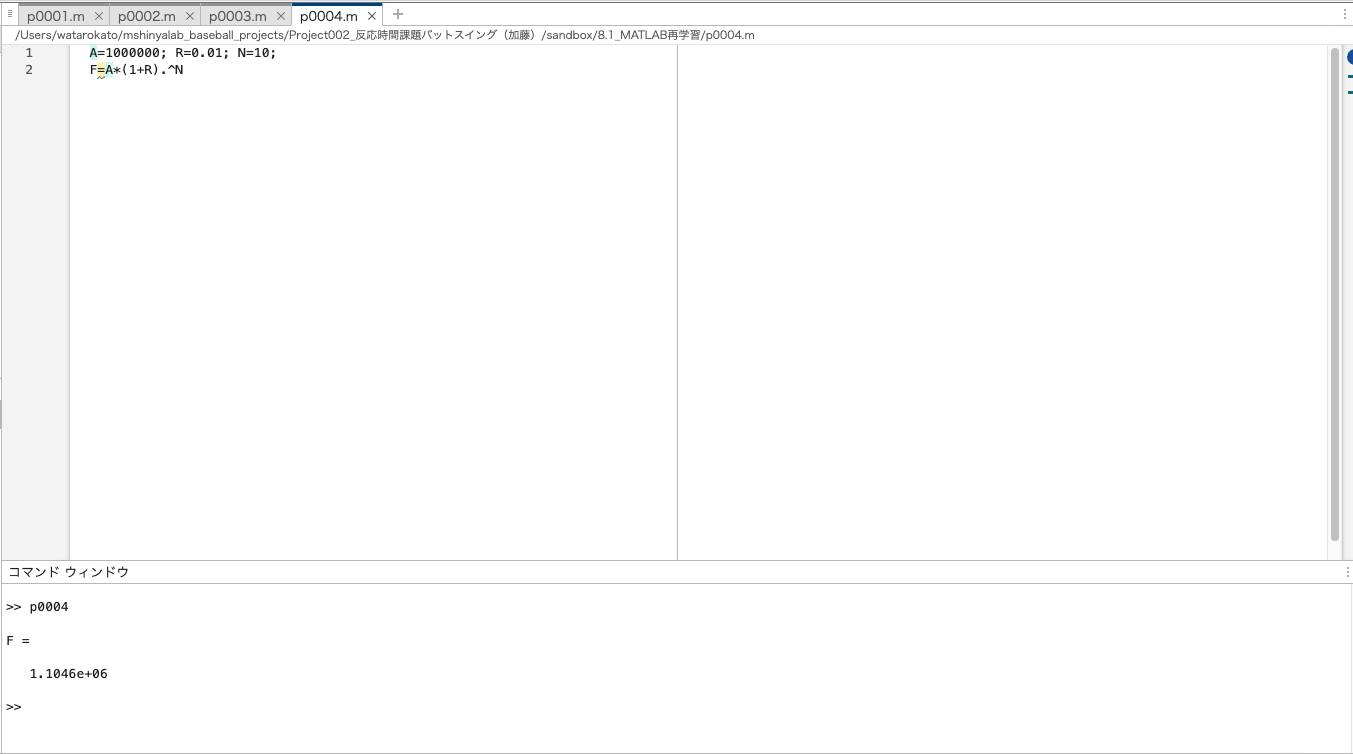 p0001.m × p0002.m × p0003.m × p0004.m × +
/Users/watarokato/mshinyalab_baseball_projects/Project002_反応時間課題バットスイング（加藤）/sandbox/8.1_MATLAB再学習/p0004.m
1 A=1000000; R=0.01; N=10;
2 F=A*(1+R).^N
コマンド ウィンドウ
>> p0004
F =
1.1046e+06
>>